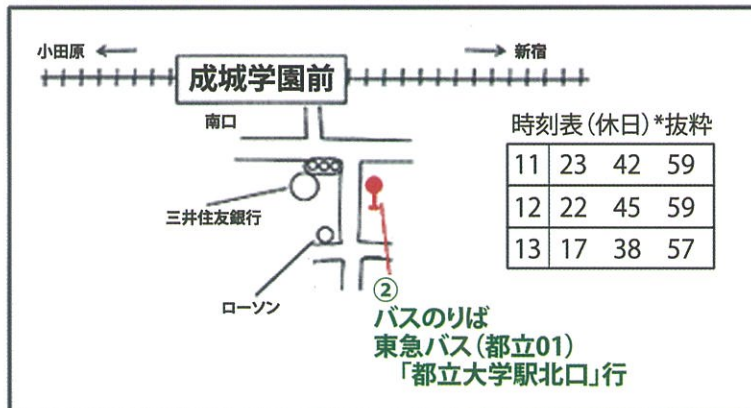 小田原
新宿
成城学園前
南口
時刻表(休日)*抜粋
11 23 42 59
12 22 45 59
13 17 38 57
三井住友銀行
ローソン
②
バスのりば
東急バス(都立01)
「都立大学駅北口」行